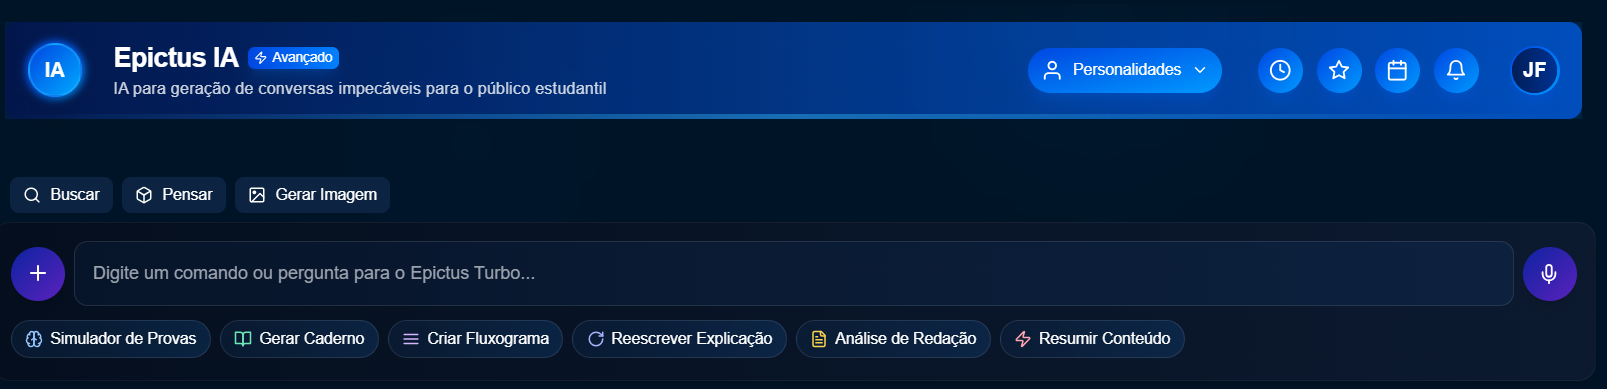 IA
Epictus IA
Avançado
IA para geração de conversas impecáveis para o público estudantil
Personalidades
JF
Buscar
Pensar
Gerar Imagem
Digite um comando ou pergunta para o Epictus Turbo...
Simulador de Provas
Gerar Caderno
Criar Fluxograma
Reescrever Explicação
Análise de Redação
Resumir Conteúdo